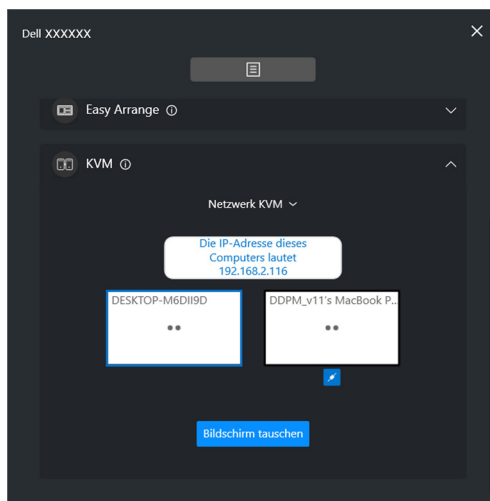 Dell XXXXXX
Easy Arrange
KVM
Netzwerk KVM
Die IP-Adresse dieses
Computers lautet
192.168.2.116
DESKTOP-M6DII9D
DDPM_v11's MacBook P..
Bildschirm tauschen